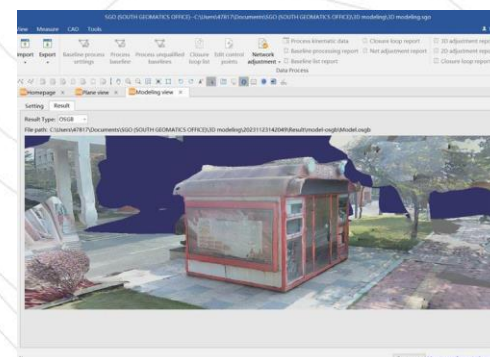 SGO (SOUTH GEOMATICS OFFICE)--C:\Users\47817\Documents\SGO (SOUTH GEOMATICS OFFICE)\3D modeling\3D modeling.sgo
View Measure CAD Tools
Import Export Baseline process settings Process baseline Process unqualified baselines Closure loop list Edit control points Network adjustment
Process kinematic data Closure loop report 3D adjustment report
Baseline processing report Net adjustment report 2D adjustment report
Baseline list report Closure loop report
Data Process
Homepage Plane view Modeling view
Setting Result
Result Type: OSGB
File path: C:\Users\47817\Documents\SGO (SOUTH GEOMATICS OFFICE)\3D modeling\20231123142049\Result\model-osgb\Model.osgb